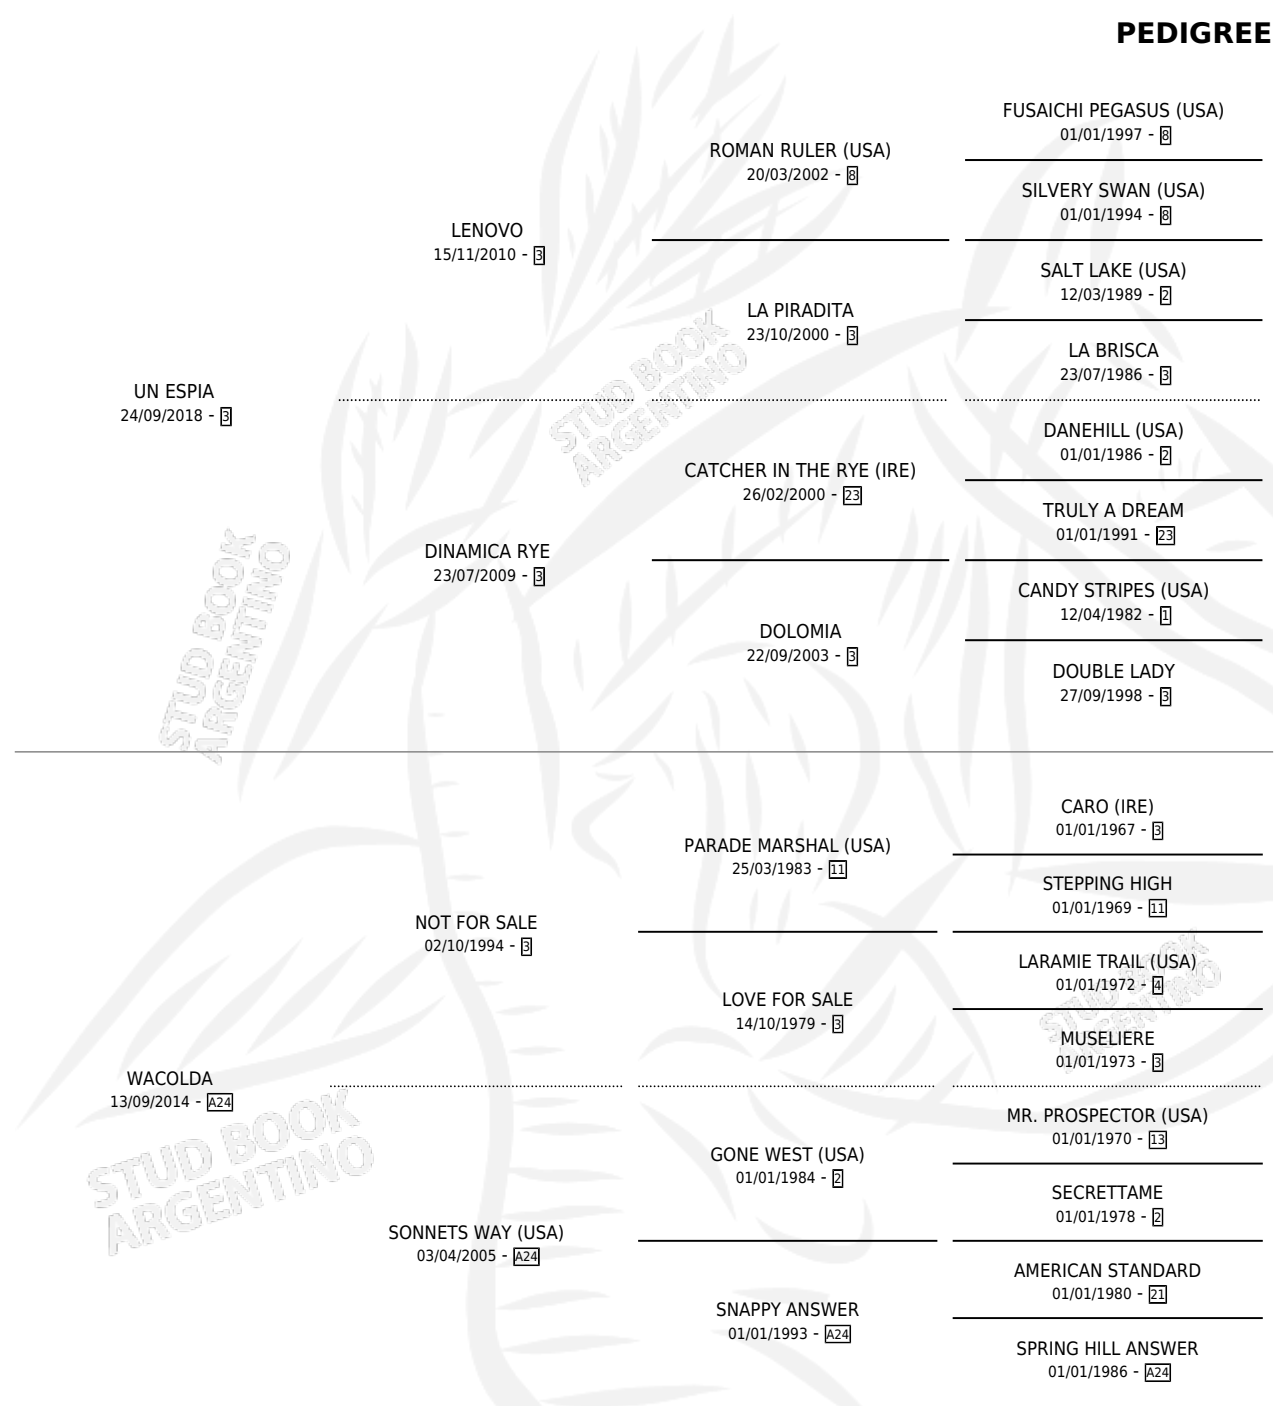 PEDIGREE
FUSAICHI PEGASUS (USA)
01/01/1997 - 8
ROMAN RULER (USA)
20/03/2002 - 8
SILVERY SWAN (USA)
01/01/1994 - 8
LENOVO
15/11/2010 - 3
SALT LAKE (USA)
12/03/1989 - 2
LA PIRADITA
23/10/2000 - 3
LA BRISCA
23/07/1986 - 3
UN ESPIA
24/09/2018 - 3
DANEHILL (USA)
01/01/1986 - 2
CATCHER IN THE RYE (IRE)
26/02/2000 - 23
TRULY A DREAM
01/01/1991 - 23
DINAMICA RYE
23/07/2009 - 3
CANDY STRIPES (USA)
12/04/1982 - 1
DOLOMIA
22/09/2003 - 3
DOUBLE LADY
27/09/1998 - 3
CARO (IRE)
01/01/1967 - 3
PARADE MARSHAL (USA)
25/03/1983 - 11
STEPPING HIGH
01/01/1969 - 11
NOT FOR SALE
02/10/1994 - 3
LARAMIE TRAIL (USA)
01/01/1972 - 4
LOVE FOR SALE
14/10/1979 - 3
MUSELIERE
01/01/1973 - 3
WACOLDA
13/09/2014 - A24
MR. PROSPECTOR (USA)
01/01/1970 - 13
GONE WEST (USA)
01/01/1984 - 2
SECRETTAME
01/01/1978 - 2
SONNETS WAY (USA)
03/04/2005 - A24
AMERICAN STANDARD
01/01/1980 - 21
SNAPPY ANSWER
01/01/1993 - A24
SPRING HILL ANSWER
01/01/1986 - A24
STUD BOOK
ARGENTINO
STUD BOOK
ARGENTINO
STUD BOOK
ARGENTINO
STUD BOOK
ARGENTINO